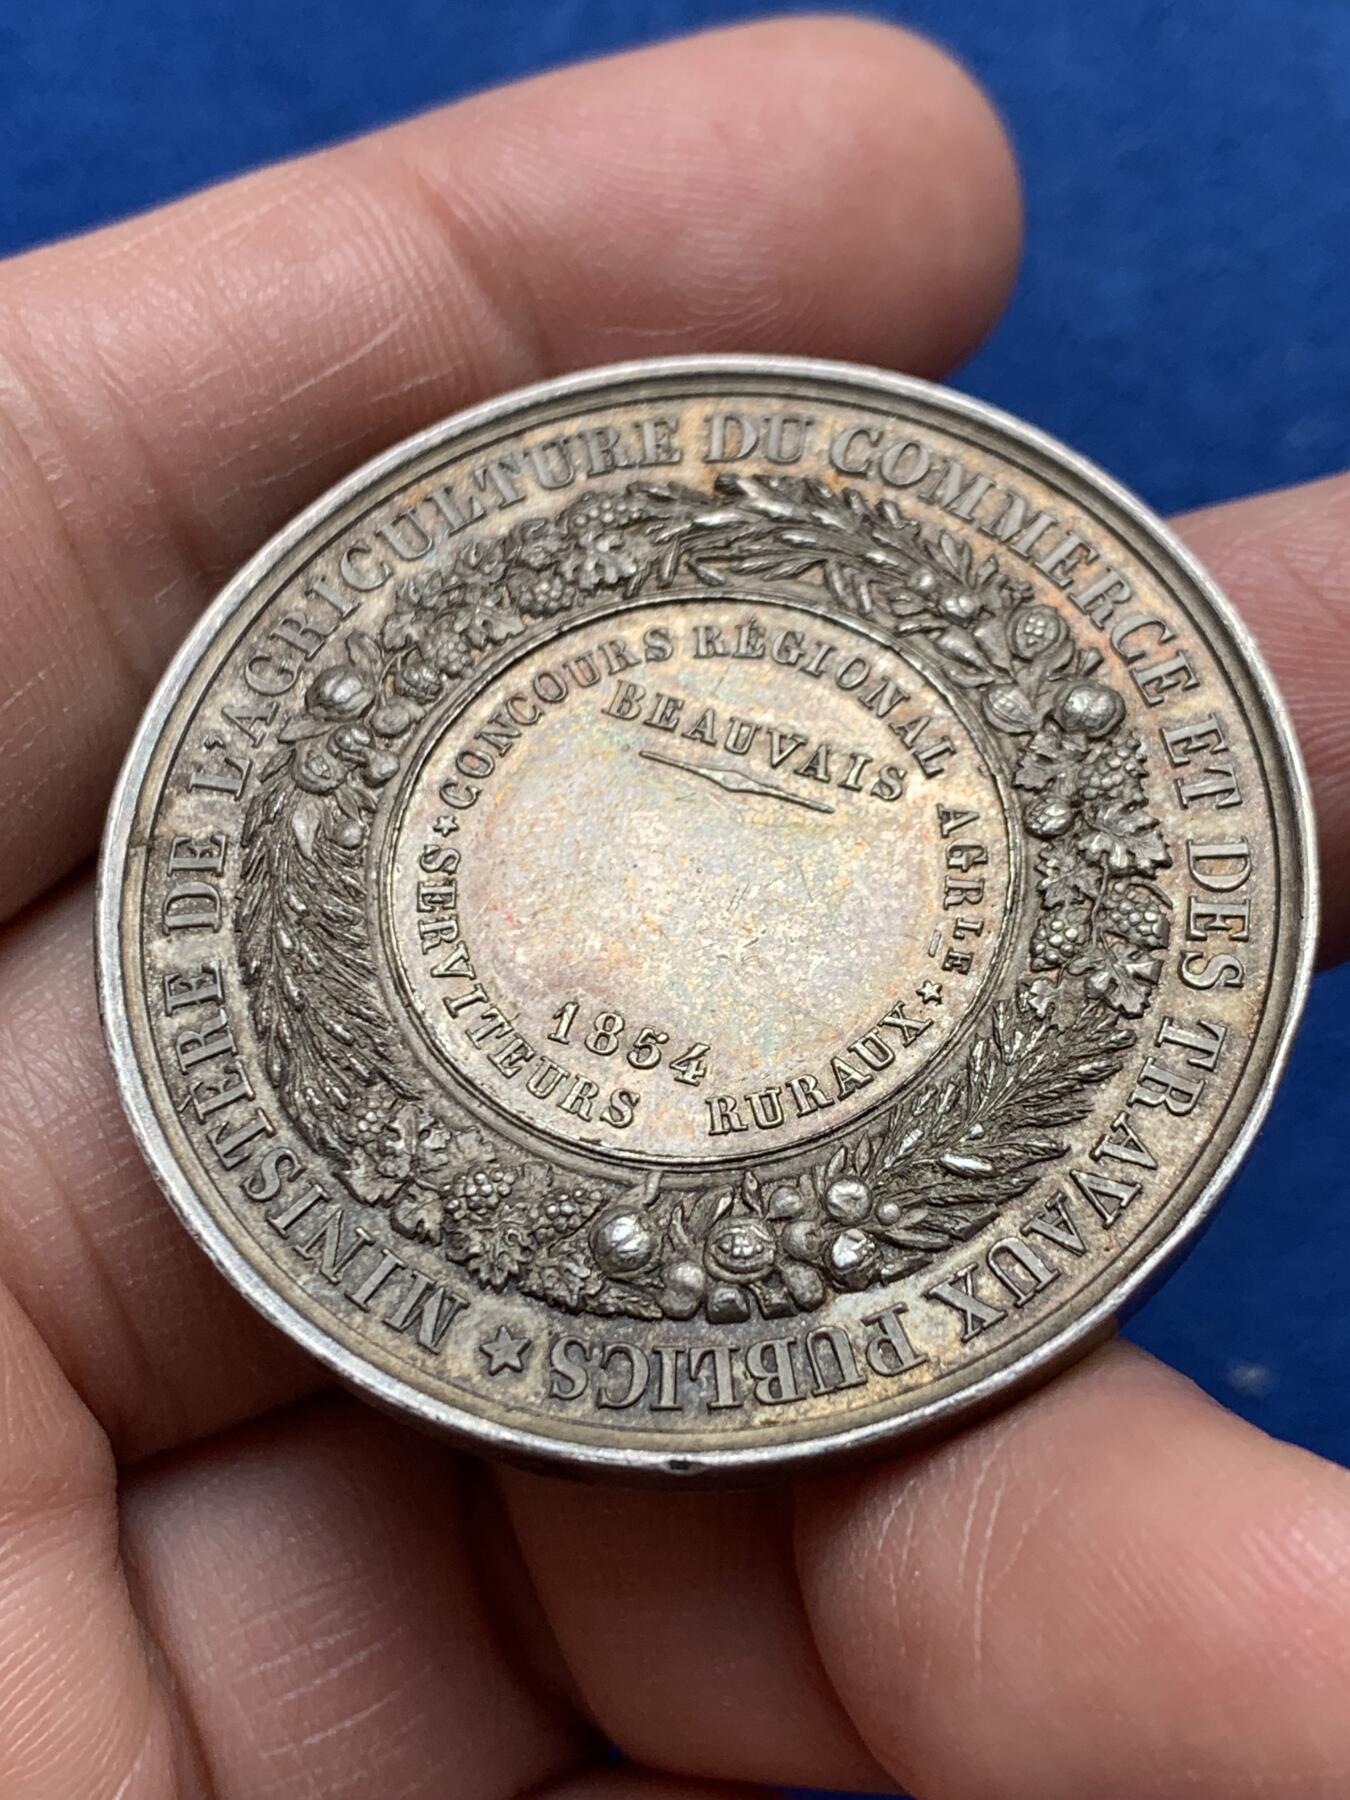 MINISTÈRE DE L'AGRICULTURE DU COMMERCE ET DES TRAVAUX PUBLICS
CONCOURS RÉGIONAL AGRLE
BEAUVAIS
1854
SERVITEURS RURAUX